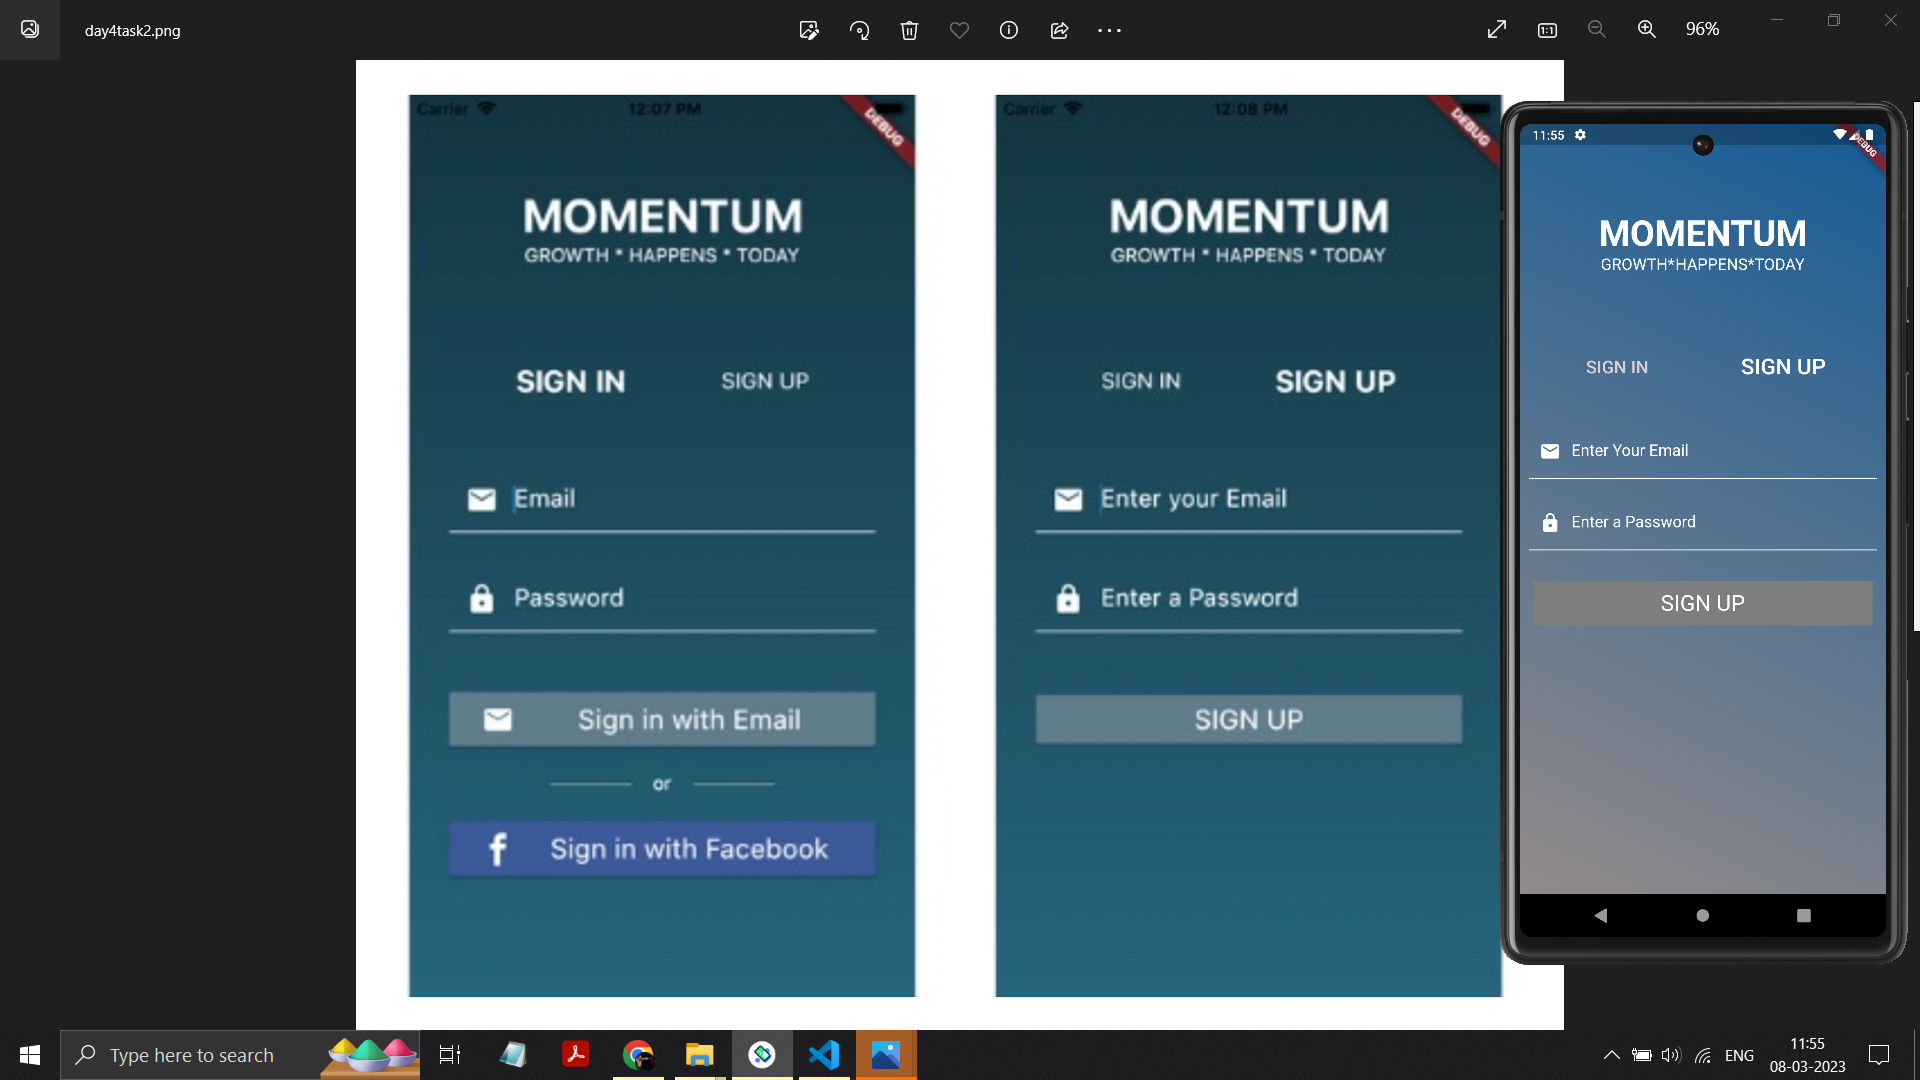 day4task2.png
96%
Carrier 12:07 PM
DEBUG
MOMENTUM
GROWTH * HAPPENS * TODAY
SIGN IN SIGN UP
Email
Password
Sign in with Email
or
f Sign in with Facebook
Carrier 12:08 PM
DEBUG
MOMENTUM
GROWTH * HAPPENS * TODAY
SIGN IN SIGN UP
Enter your Email
Enter a Password
SIGN UP
11:55
DEBUG
MOMENTUM
GROWTH*HAPPENS*TODAY
SIGN IN SIGN UP
Enter Your Email
Enter a Password
SIGN UP
Type here to search
ENG
11:55
08-03-2023